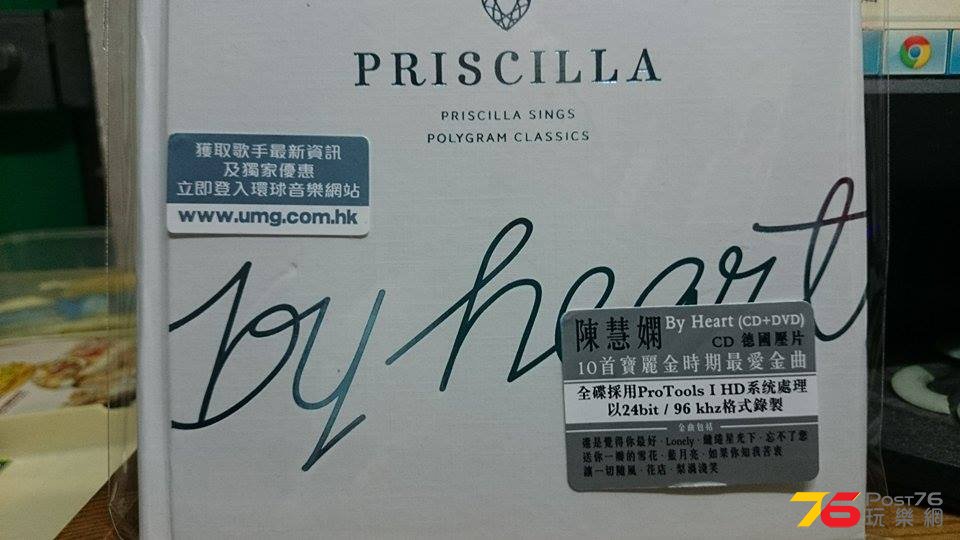 PRISCILLA
PRISCILLA SINGS
POLYGRAM CLASSICS
獲取歌手最新資訊
及獨家優惠
立即登入環球音樂網站
www.umg.com.hk
by heart
陳慧嫻 By Heart (CD+DVD)
CD 德國壓片
10首寶麗金時期最愛金曲
全碟採用ProTools I HD系統處理
以24bit / 96 khz格式錄製
金曲包括
還是覺得你最好·Lonely·繾綣星光下·忘不了您
送你一瓣的雪花·藍月亮·如果你知我苦衷
讓一切隨風·花店·梨渦淺笑
76 POST76
玩樂網